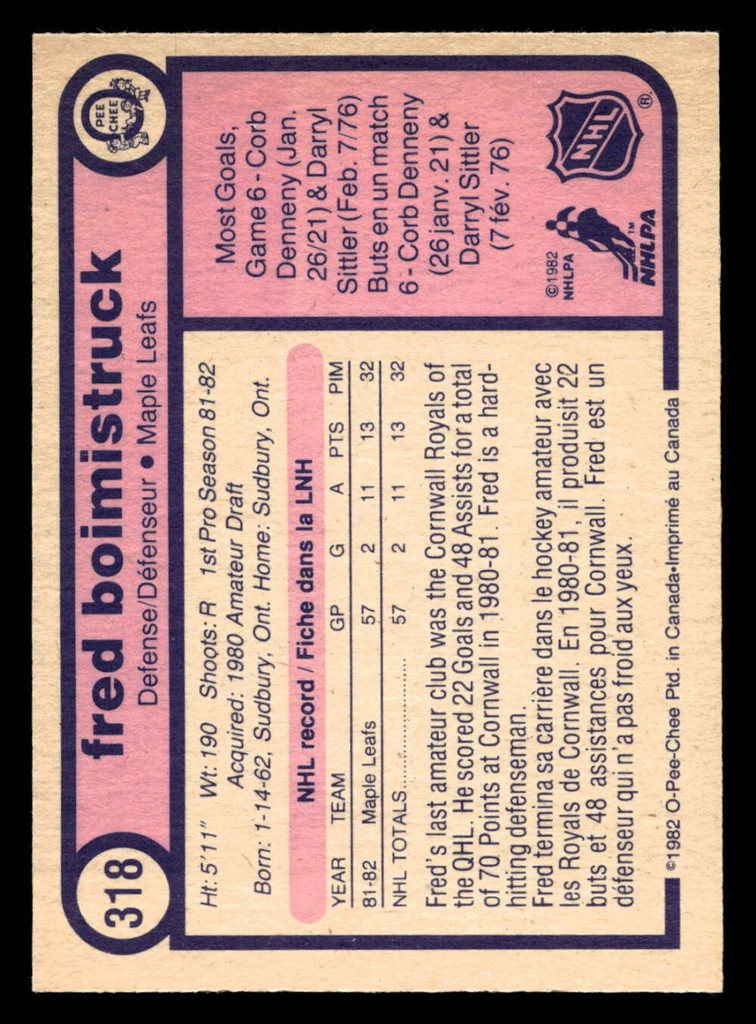 318
fred boimistruck
Defense/Défenseur • Maple Leafs
O
PEE
CHEE
Ht: 5'11" Wt: 190 Shoots: R 1st Pro Season 81-82
Acquired: 1980 Amateur Draft
Born: 1-14-62, Sudbury, Ont. Home: Sudbury, Ont.
NHL record / Fiche dans la LNH
YEAR TEAM GP G A PTS PIM
81-82 Maple Leafs 57 2 11 13 32
NHL TOTALS.................... 57 2 11 13 32
Fred's last amateur club was the Cornwall Royals of
the QHL. He scored 22 Goals and 48 Assists for a total
of 70 Points at Cornwall in 1980-81. Fred is a hard-
hitting defenseman.
Fred termina sa carrière dans le hockey amateur avec
les Royals de Cornwall. En 1980-81, il produisit 22
buts et 48 assistances pour Cornwall. Fred est un
défenseur qui n'a pas froid aux yeux.
©1982 O-Pee-Chee Ptd. in Canada•Imprimé au Canada
Most Goals,
Game 6 - Corb
Denneny (Jan.
26/21) & Darryl
Sittler (Feb. 7/76)
Buts en un match
6 - Corb Denneny
(26 janv. 21) &
Darryl Sittler
(7 fév. 76)
©1982
NHLPA
NHLPA™
NHL®